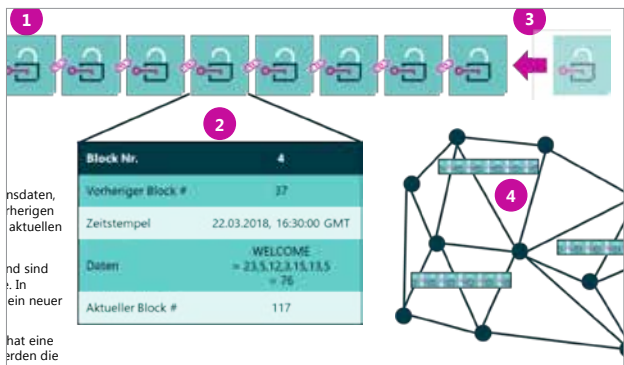 1
3
2
Block Nr. 4
Vorheriger Block # 37
Zeitstempel 22.03.2018, 16:30:00 GMT
Daten WELCOME
= 23,5,12,3,15,13,5
= 76
Aktueller Block # 117
4
nsdaten,
rherigen
aktuellen
nd sind
e. In
ein neuer
hat eine
erden die